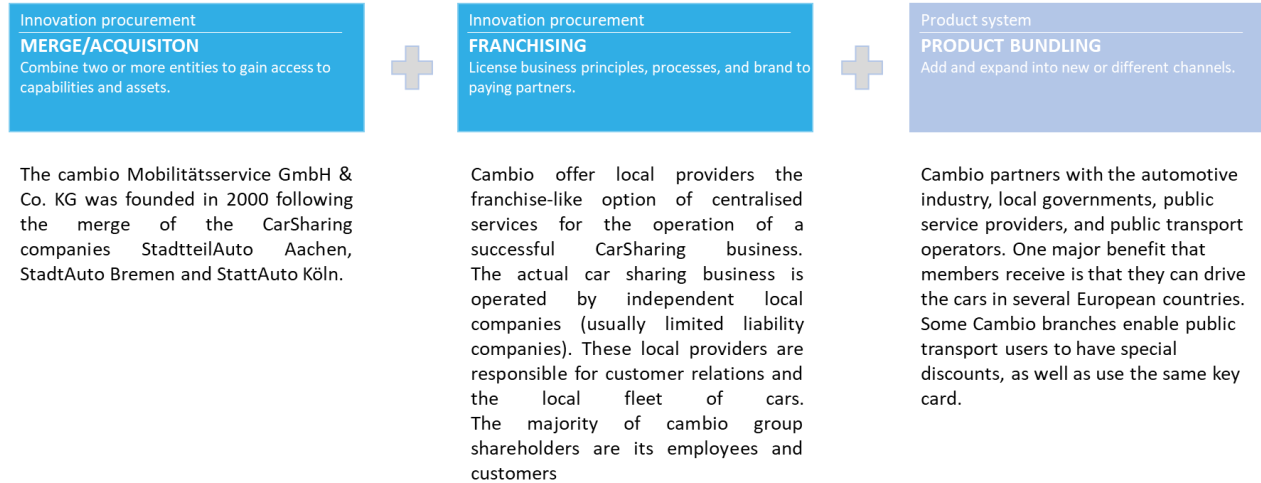 Innovation procurement
MERGE/ACQUISITON
Combine two or more entities to gain access to
capabilities and assets.
Innovation procurement
FRANCHISING
License business principles, processes, and brand to
paying partners.
Product system
PRODUCT BUNDLING
Add and expand into new or different channels.
The cambio Mobilitätsservice GmbH &
Co. KG was founded in 2000 following
the merge of the CarSharing
companies StadtteilAuto Aachen,
StadtAuto Bremen and StattAuto Köln.
Cambio offer local providers the
franchise-like option of centralised
services for the operation of a
successful CarSharing business.
The actual car sharing business is
operated by independent local
companies (usually limited liability
companies). These local providers are
responsible for customer relations and
the local fleet of cars.
The majority of cambio group
shareholders are its employees and
customers
Cambio partners with the automotive
industry, local governments, public
service providers, and public transport
operators. One major benefit that
members receive is that they can drive
the cars in several European countries.
Some Cambio branches enable public
transport users to have special
discounts, as well as use the same key
card.